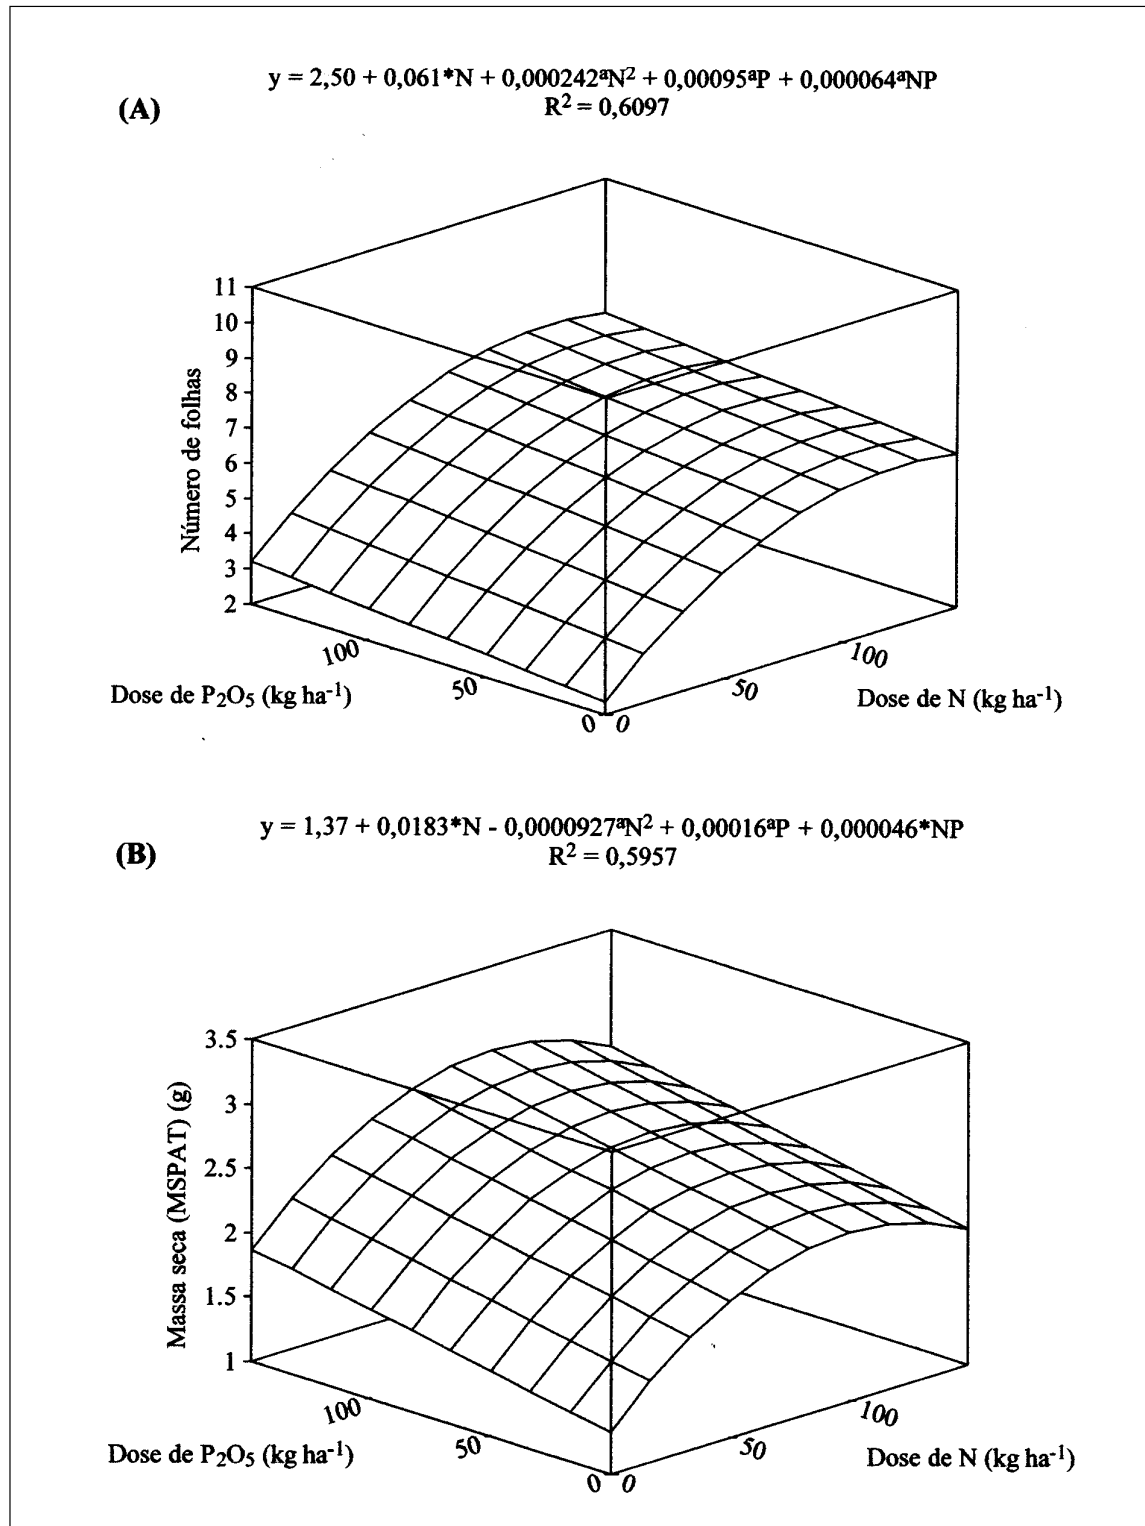 y = 2,50 + 0,061*N + 0,000242ᵃN² + 0,00095ᵃP + 0,000064ᵃNP
R² = 0,6097
(A)
11
10
9
8
7
6
5
4
3
2
Número de folhas
100
50
0
0
50
100
Dose de P₂O₅ (kg ha⁻¹)
Dose de N (kg ha⁻¹)
y = 1,37 + 0,0183*N - 0,0000927ᵃN² + 0,00016ᵃP + 0,000046*NP
R² = 0,5957
(B)
3.5
3
2.5
2
1.5
1
Massa seca (MSPAT) (g)
100
50
0
0
50
100
Dose de P₂O₅ (kg ha⁻¹)
Dose de N (kg ha⁻¹)